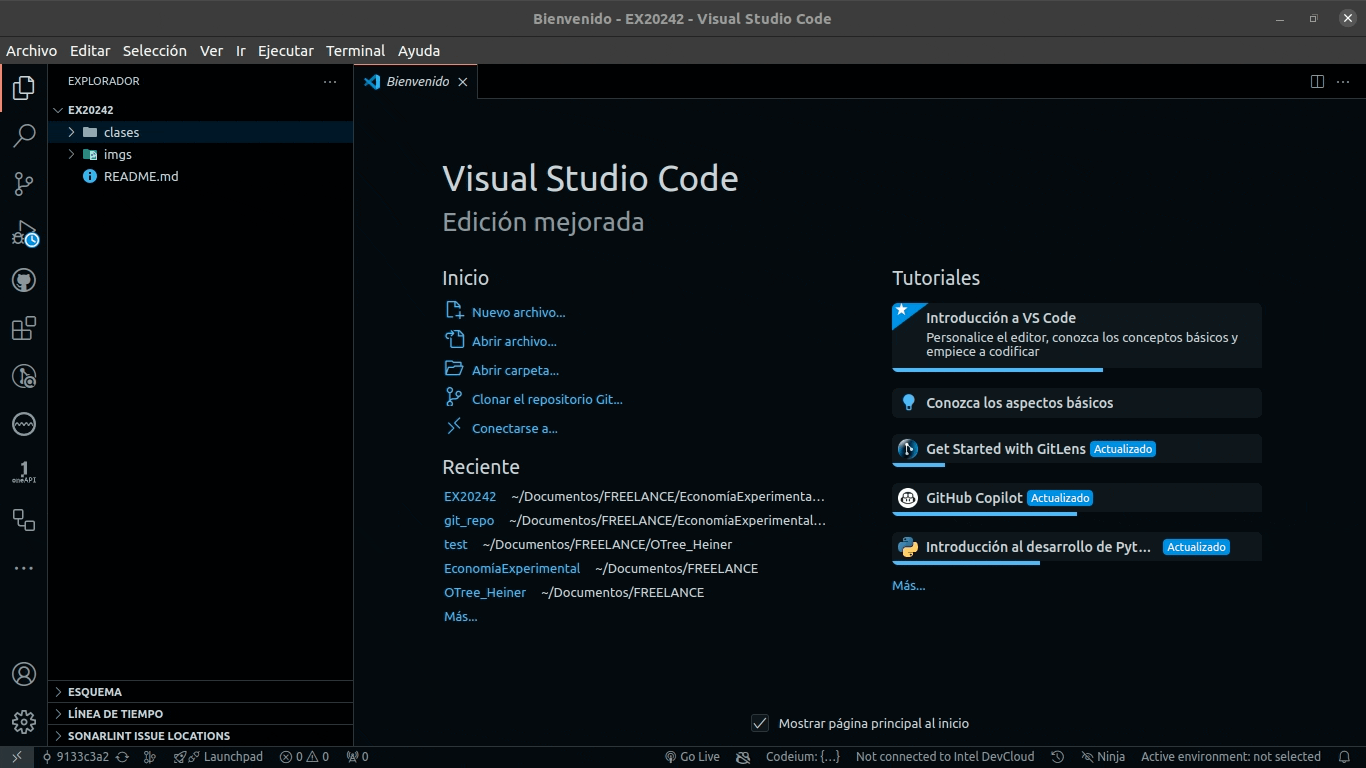 Bienvenido - EX20242 - Visual Studio Code
Archivo Editar Selección Ver Ir Ejecutar Terminal Ayuda
EXPLORADOR
EX20242
clases
imgs
README.md
ESQUEMA
LÍNEA DE TIEMPO
SONARLINT ISSUE LOCATIONS
1
oneAPI
Bienvenido
Visual Studio Code
Edición mejorada
Inicio
Nuevo archivo...
Abrir archivo...
Abrir carpeta...
Clonar el repositorio Git...
Conectarse a...
Reciente
EX20242 ~/Documentos/FREELANCE/EconomíaExperimenta...
git_repo ~/Documentos/FREELANCE/EconomíaExperimental...
test ~/Documentos/FREELANCE/OTree_Heiner
EconomíaExperimental ~/Documentos/FREELANCE
OTree_Heiner ~/Documentos/FREELANCE
Más...
Tutoriales
Introducción a VS Code
Personalice el editor, conozca los conceptos básicos y
empiece a codificar
Conozca los aspectos básicos
Get Started with GitLens Actualizado
GitHub Copilot Actualizado
Introducción al desarrollo de Pyt... Actualizado
Más...
Mostrar página principal al inicio
9133c3a2 Launchpad 0 0 0 Go Live Codeium: {...} Not connected to Intel DevCloud Ninja Active environment: not selected